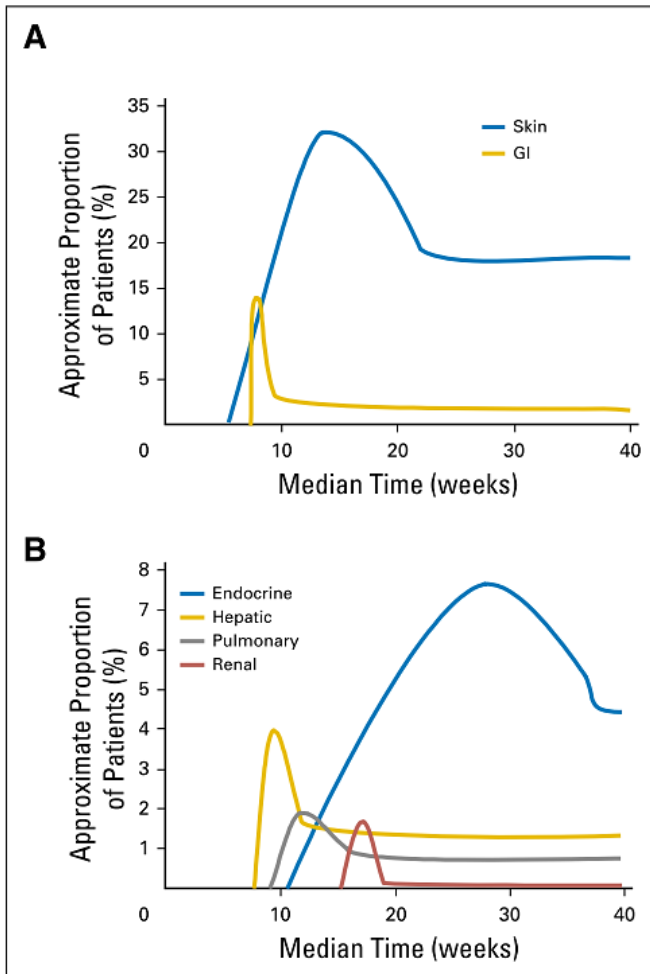 A
35
30
25
20
15
10
5
0
10
20
30
40
Approximate Proportion
of Patients (%)
Median Time (weeks)
Skin
GI
B
8
7
6
5
4
3
2
1
0
10
20
30
40
Approximate Proportion
of Patients (%)
Median Time (weeks)
Endocrine
Hepatic
Pulmonary
Renal